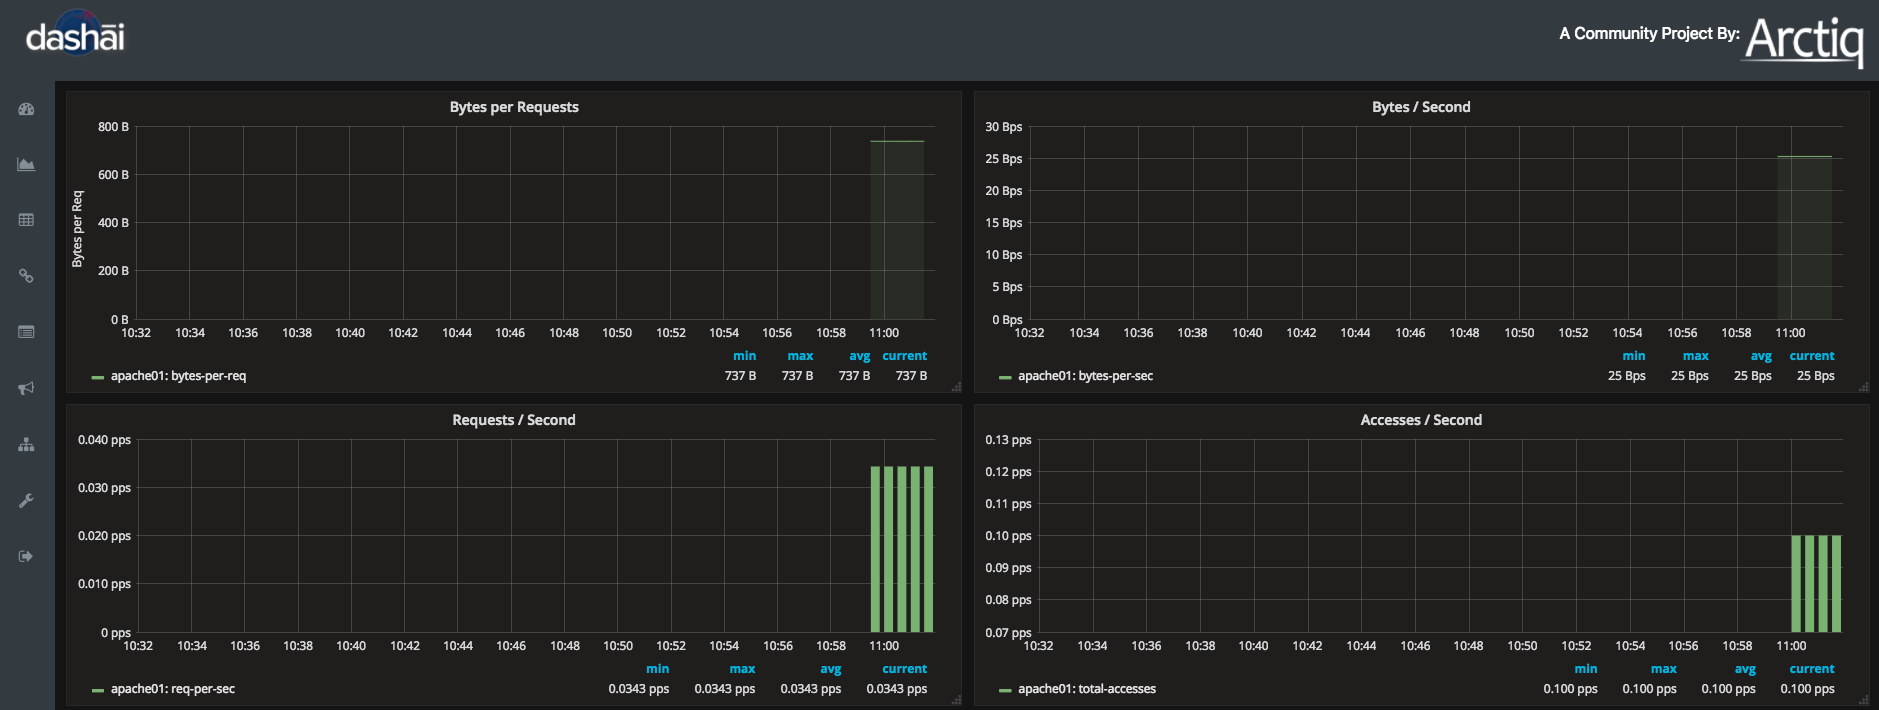 dashāi
A Community Project By: Arctiq
Bytes per Requests
Bytes per Req
800 B
600 B
400 B
200 B
0 B
10:32 10:34 10:36 10:38 10:40 10:42 10:44 10:46 10:48 10:50 10:52 10:54 10:56 10:58 11:00
min max avg current
apache01: bytes-per-req 737 B 737 B 737 B 737 B
Bytes / Second
30 Bps
25 Bps
20 Bps
15 Bps
10 Bps
5 Bps
0 Bps
10:32 10:34 10:36 10:38 10:40 10:42 10:44 10:46 10:48 10:50 10:52 10:54 10:56 10:58 11:00
min max avg current
apache01: bytes-per-sec 25 Bps 25 Bps 25 Bps 25 Bps
Requests / Second
0.040 pps
0.030 pps
0.020 pps
0.010 pps
0 pps
10:32 10:34 10:36 10:38 10:40 10:42 10:44 10:46 10:48 10:50 10:52 10:54 10:56 10:58 11:00
min max avg current
apache01: req-per-sec 0.0343 pps 0.0343 pps 0.0343 pps 0.0343 pps
Accesses / Second
0.13 pps
0.12 pps
0.11 pps
0.10 pps
0.09 pps
0.08 pps
0.07 pps
10:32 10:34 10:36 10:38 10:40 10:42 10:44 10:46 10:48 10:50 10:52 10:54 10:56 10:58 11:00
min max avg current
apache01: total-accesses 0.100 pps 0.100 pps 0.100 pps 0.100 pps